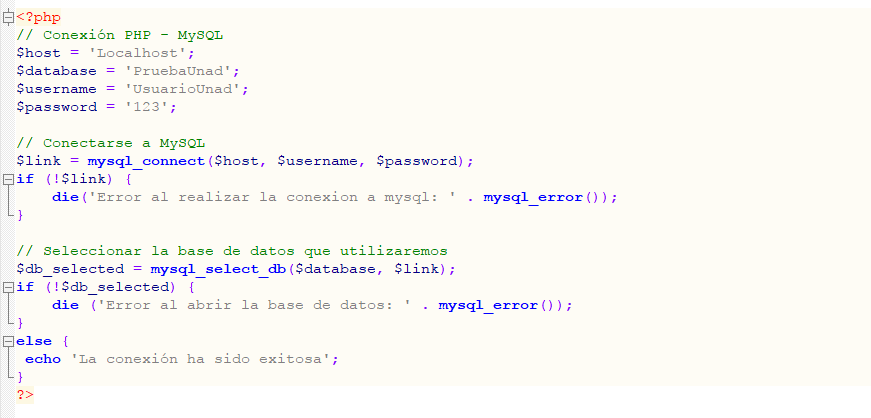 <?php
// Conexión PHP - MySQL
$host = 'Localhost';
$database = 'PruebaUnad';
$username = 'UsuarioUnad';
$password = '123';
// Conectarse a MySQL
$link = mysql_connect($host, $username, $password);
if (!$link) {
die('Error al realizar la conexion a mysql: ' . mysql_error());
}
// Seleccionar la base de datos que utilizaremos
$db_selected = mysql_select_db($database, $link);
if (!$db_selected) {
die ('Error al abrir la base de datos: ' . mysql_error());
}
else {
echo 'La conexión ha sido exitosa';
}
?>